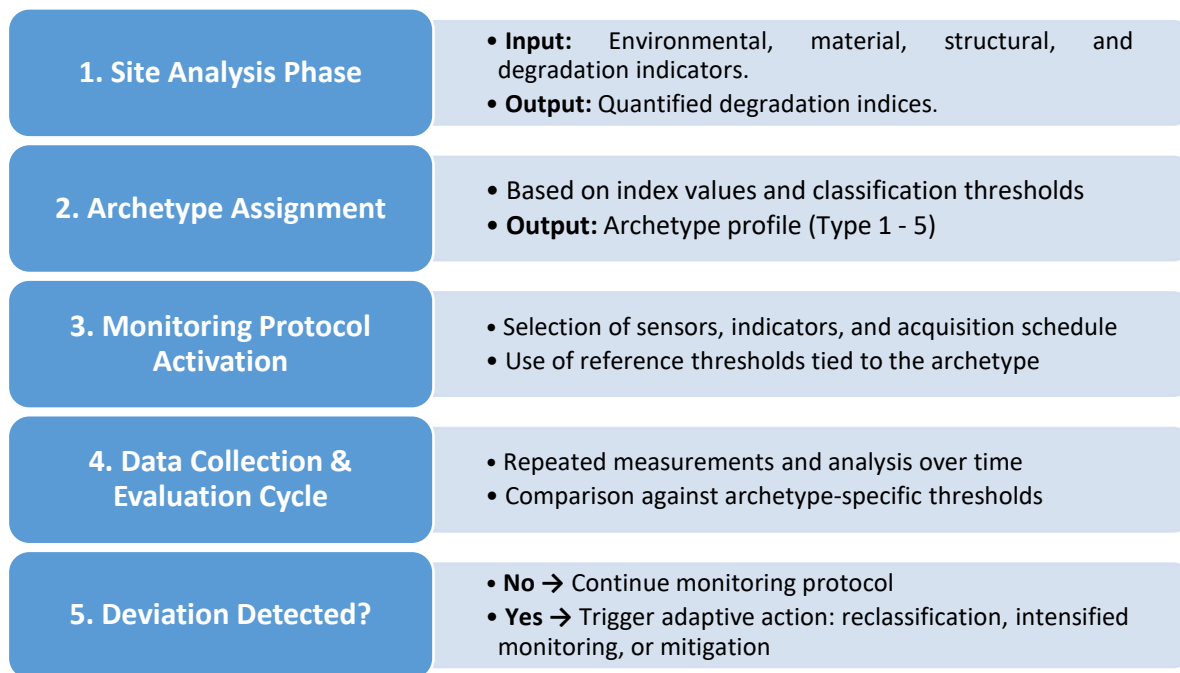 1. Site Analysis Phase
• Input: Environmental, material, structural, and
degradation indicators.
• Output: Quantified degradation indices.
2. Archetype Assignment
• Based on index values and classification thresholds
• Output: Archetype profile (Type 1 - 5)
3. Monitoring Protocol
Activation
• Selection of sensors, indicators, and acquisition schedule
• Use of reference thresholds tied to the archetype
4. Data Collection &
Evaluation Cycle
• Repeated measurements and analysis over time
• Comparison against archetype-specific thresholds
5. Deviation Detected?
• No → Continue monitoring protocol
• Yes → Trigger adaptive action: reclassification, intensified
monitoring, or mitigation